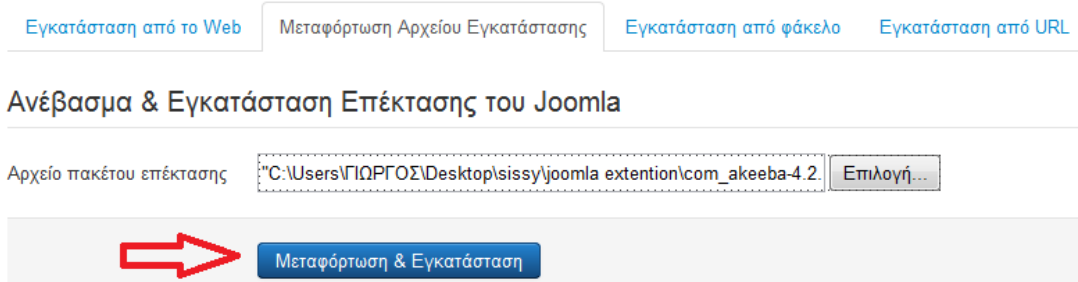 Εγκατάσταση από το Web Μεταφόρτωση Αρχείου Εγκατάστασης Εγκατάσταση από φάκελο Εγκατάσταση από URL
Ανέβασμα & Εγκατάσταση Επέκτασης του Joomla
Αρχείο πακέτου επέκτασης "C:\Users\ΓΙΩΡΓΟΣ\Desktop\sissy\joomla extention\com_akeeba-4.2. Επιλογή...
Μεταφόρτωση & Εγκατάσταση